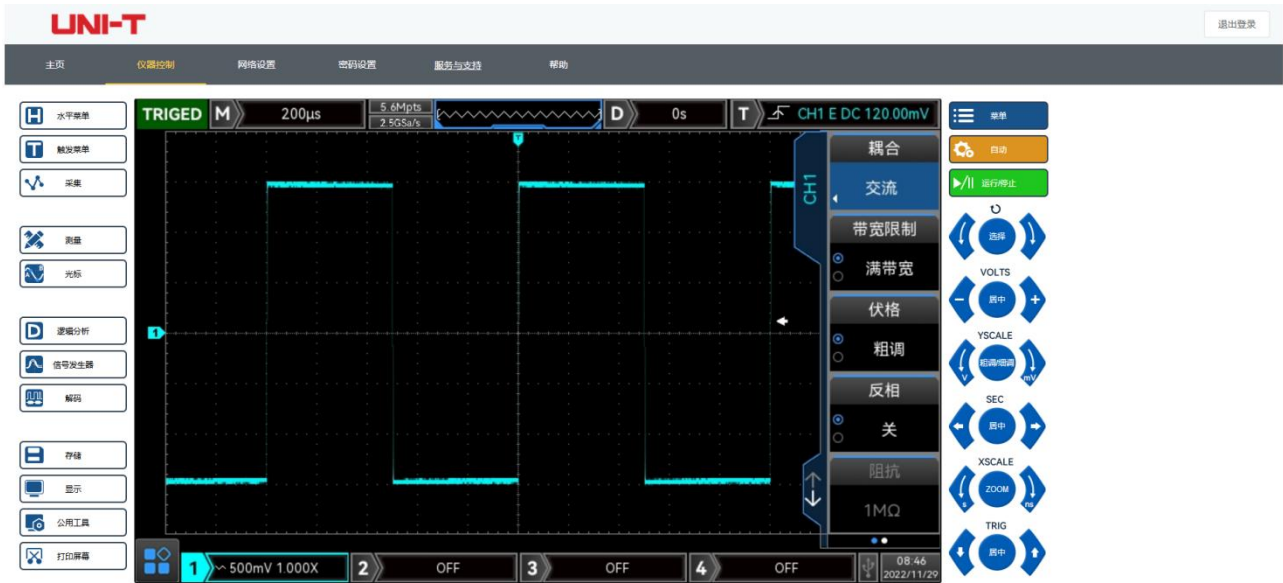 UNI-T
退出登录
主页 仪器控制 网络设置 密码设置 服务与支持 帮助
H 水平菜单
T 触发菜单
采集
测量
光标
D 逻辑分析
信号发生器
解码
存储
显示
公用工具
打印屏幕
TRIGED M 200μs 5.6Mpts 2.5GSa/s D 0s T CH1 E DC 120.00mV
T
1
CH1
耦合
交流
带宽限制
满带宽
伏格
粗调
反相
关
阻抗
1MΩ
1 500mV 1.000X 2 OFF 3 OFF 4 OFF 08:46
2022/11/29
菜单
自动
运行/停止
选择
VOLTS
居中
YSCALE
粗调/细调
V mV
SEC
居中
XSCALE
ZOOM
s ns
TRIG
居中